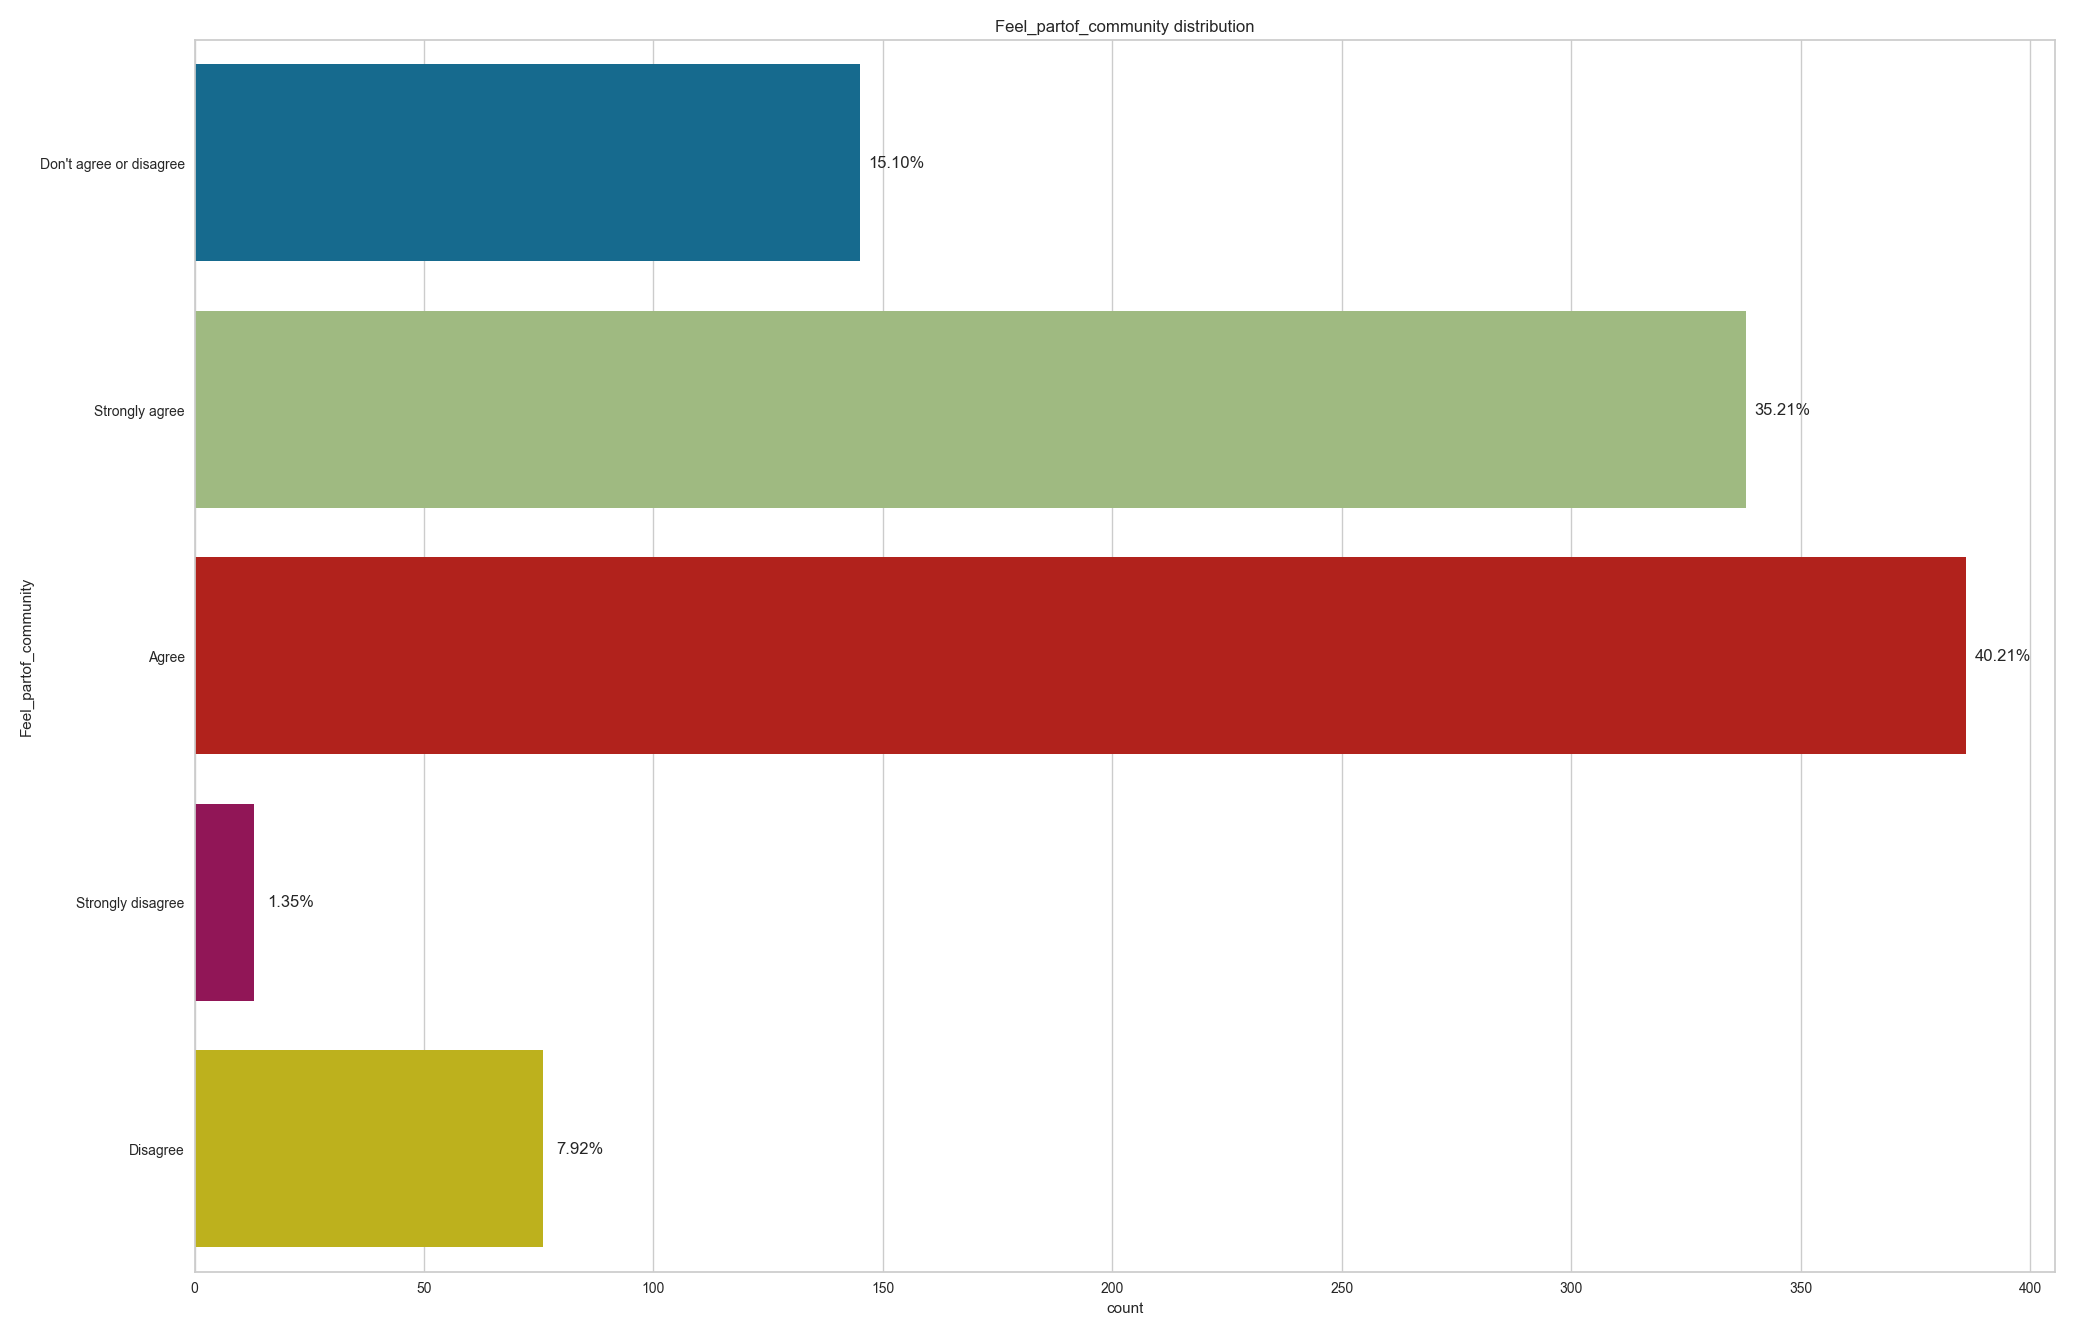 Feel_partof_community distribution
Don't agree or disagree
15.10%
Strongly agree
35.21%
Feel_partof_community
Agree
40.21%
Strongly disagree
1.35%
Disagree
7.92%
0 50 100 150 200 250 300 350 400
count